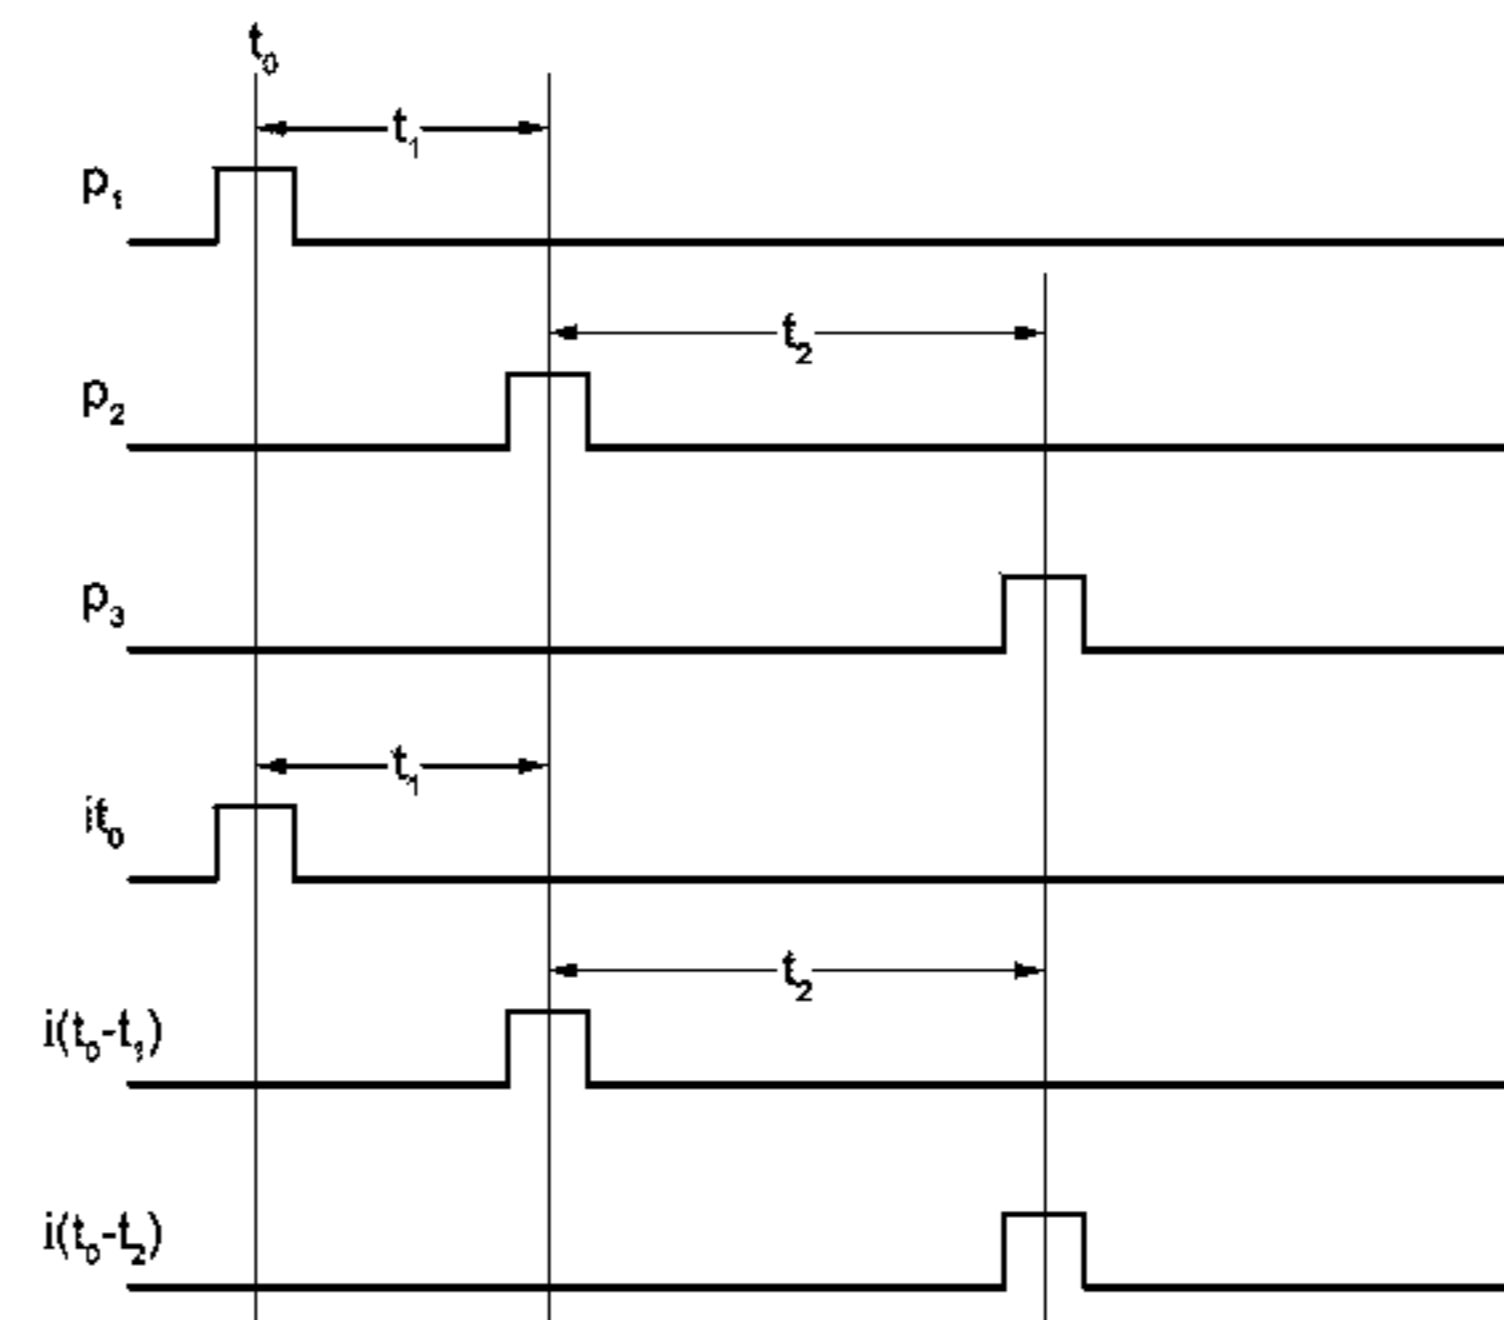 t₀
t₁
p₁
t₂
p₂
p₃
t₁
it₀
t₂
i(t₀-t₁)
i(t₀-t₂)